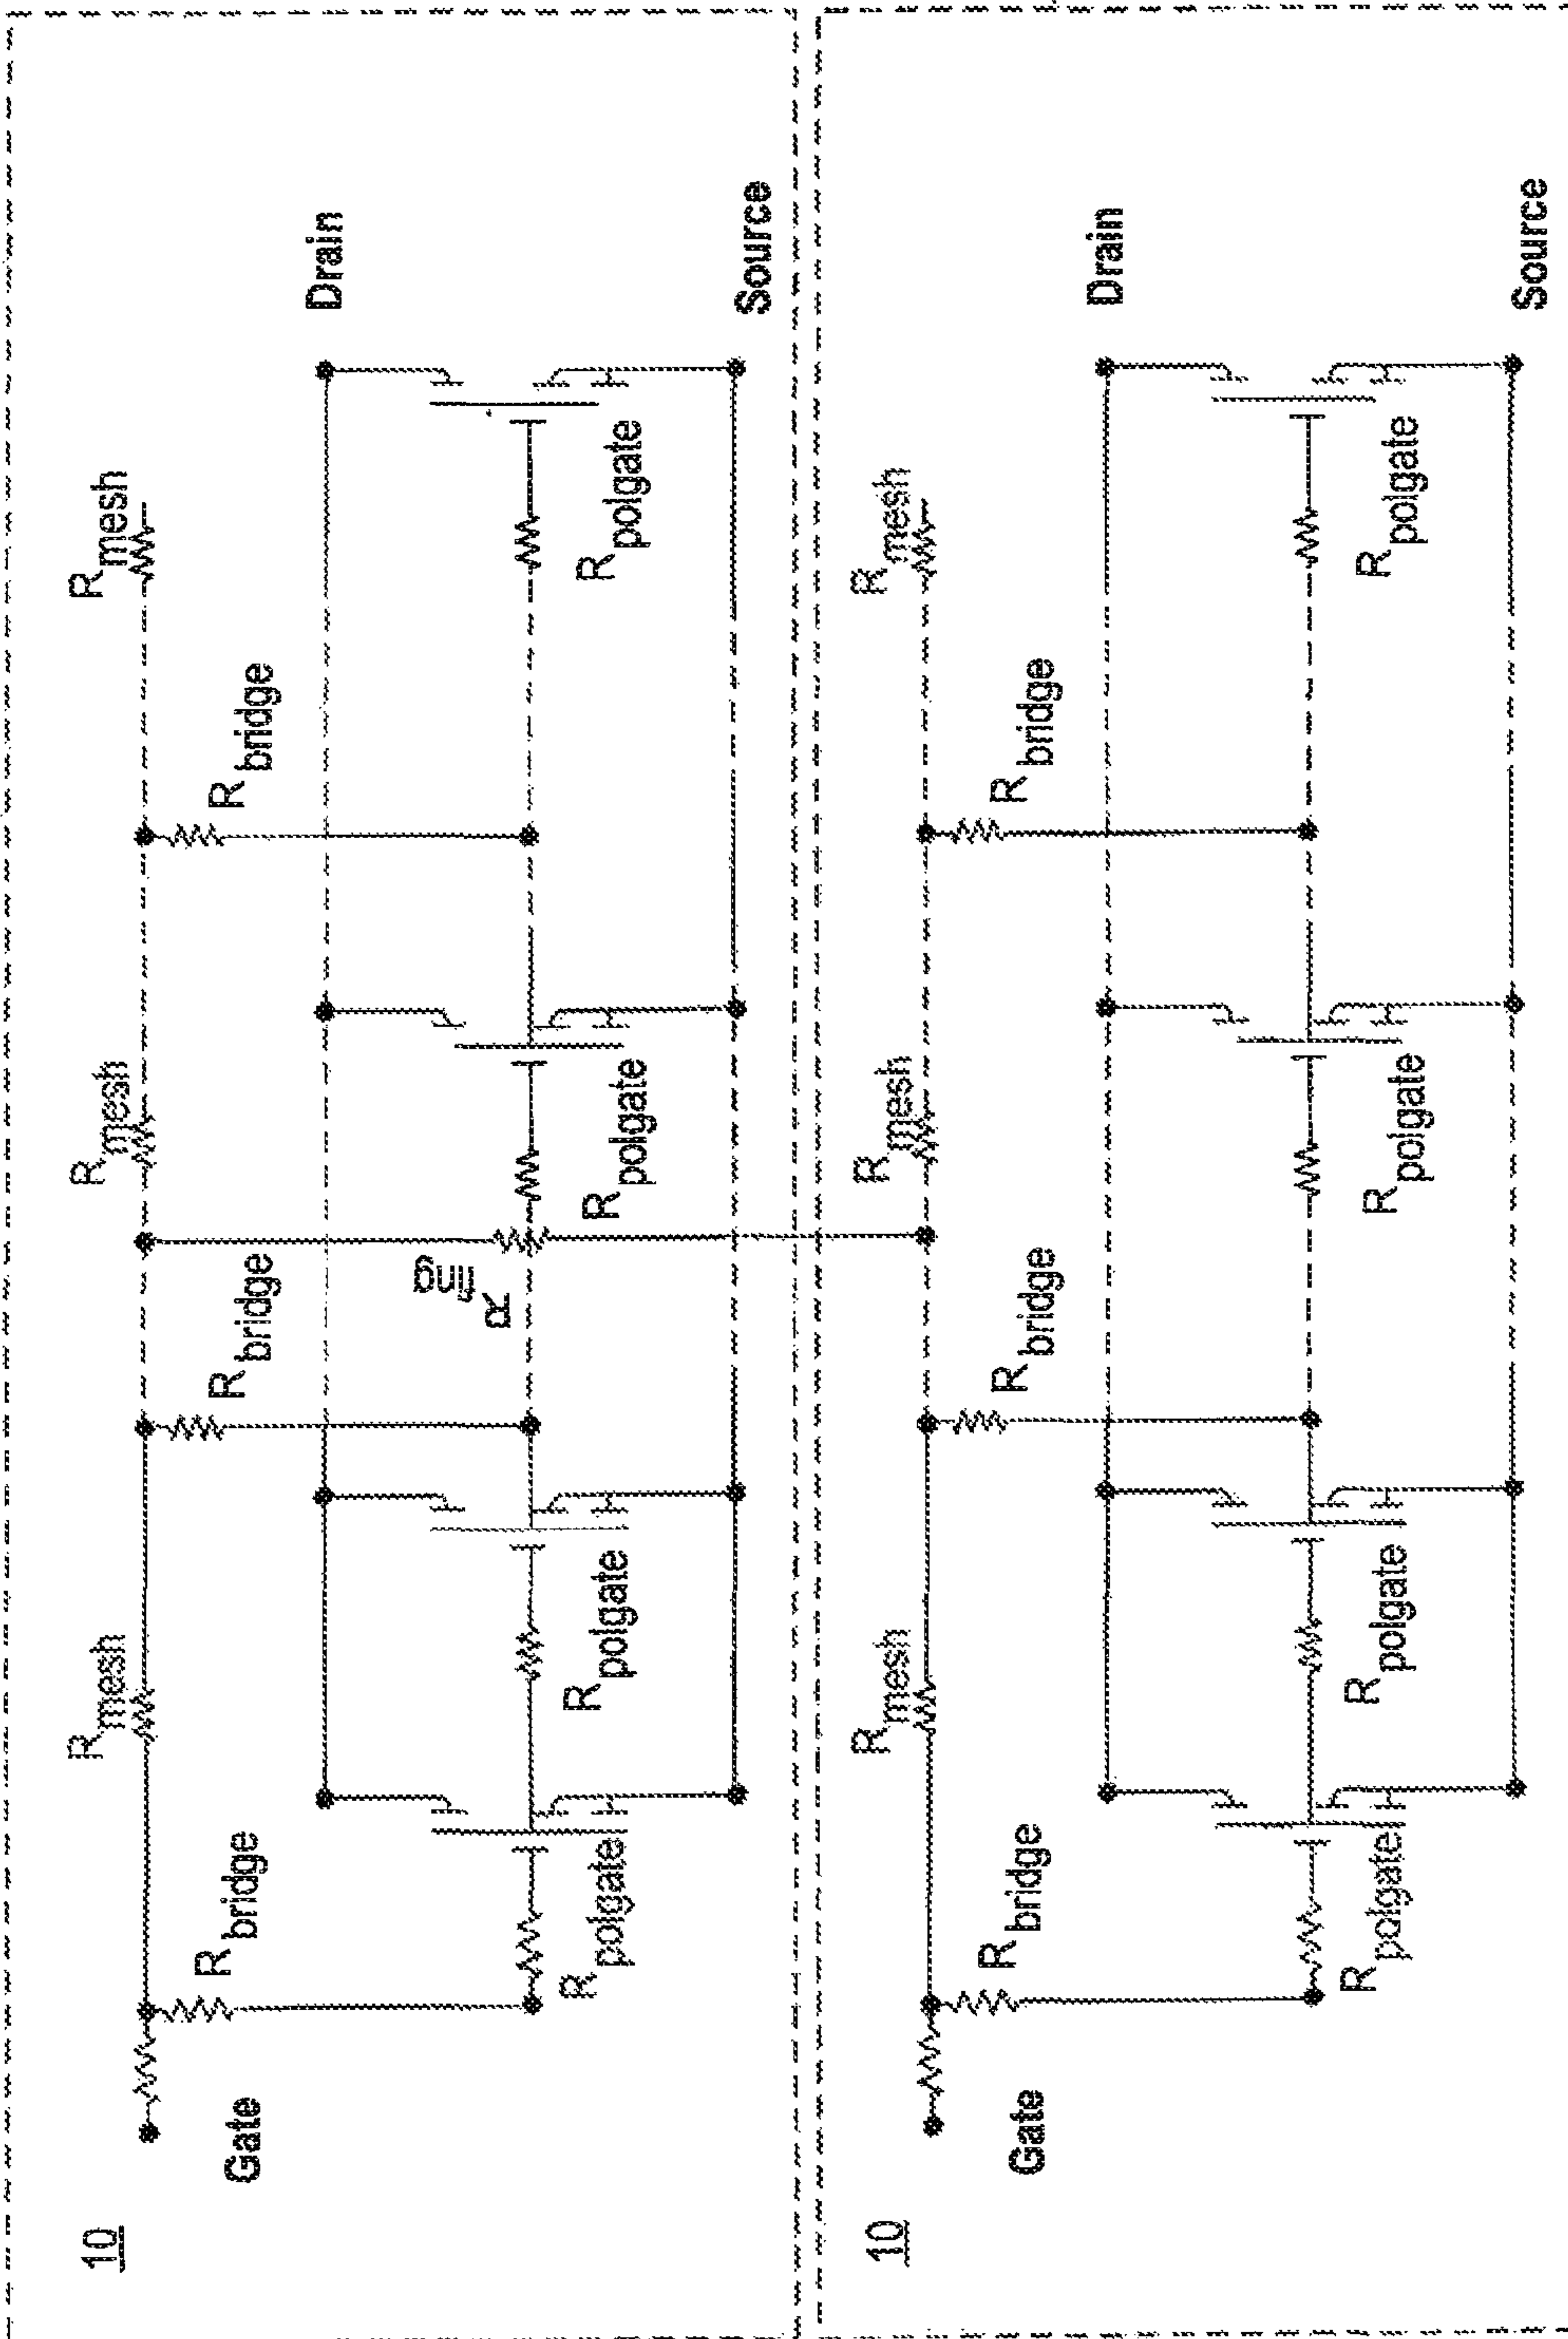 10
Gate
R bridge
R mesh
R polgate
R polgate
R bridge
R fing
R mesh
R polgate
R bridge
R mesh
R polgate
Drain
Source
10
Gate
R bridge
R mesh
R polgate
R polgate
R bridge
R mesh
R polgate
R bridge
R mesh
R polgate
Drain
Source